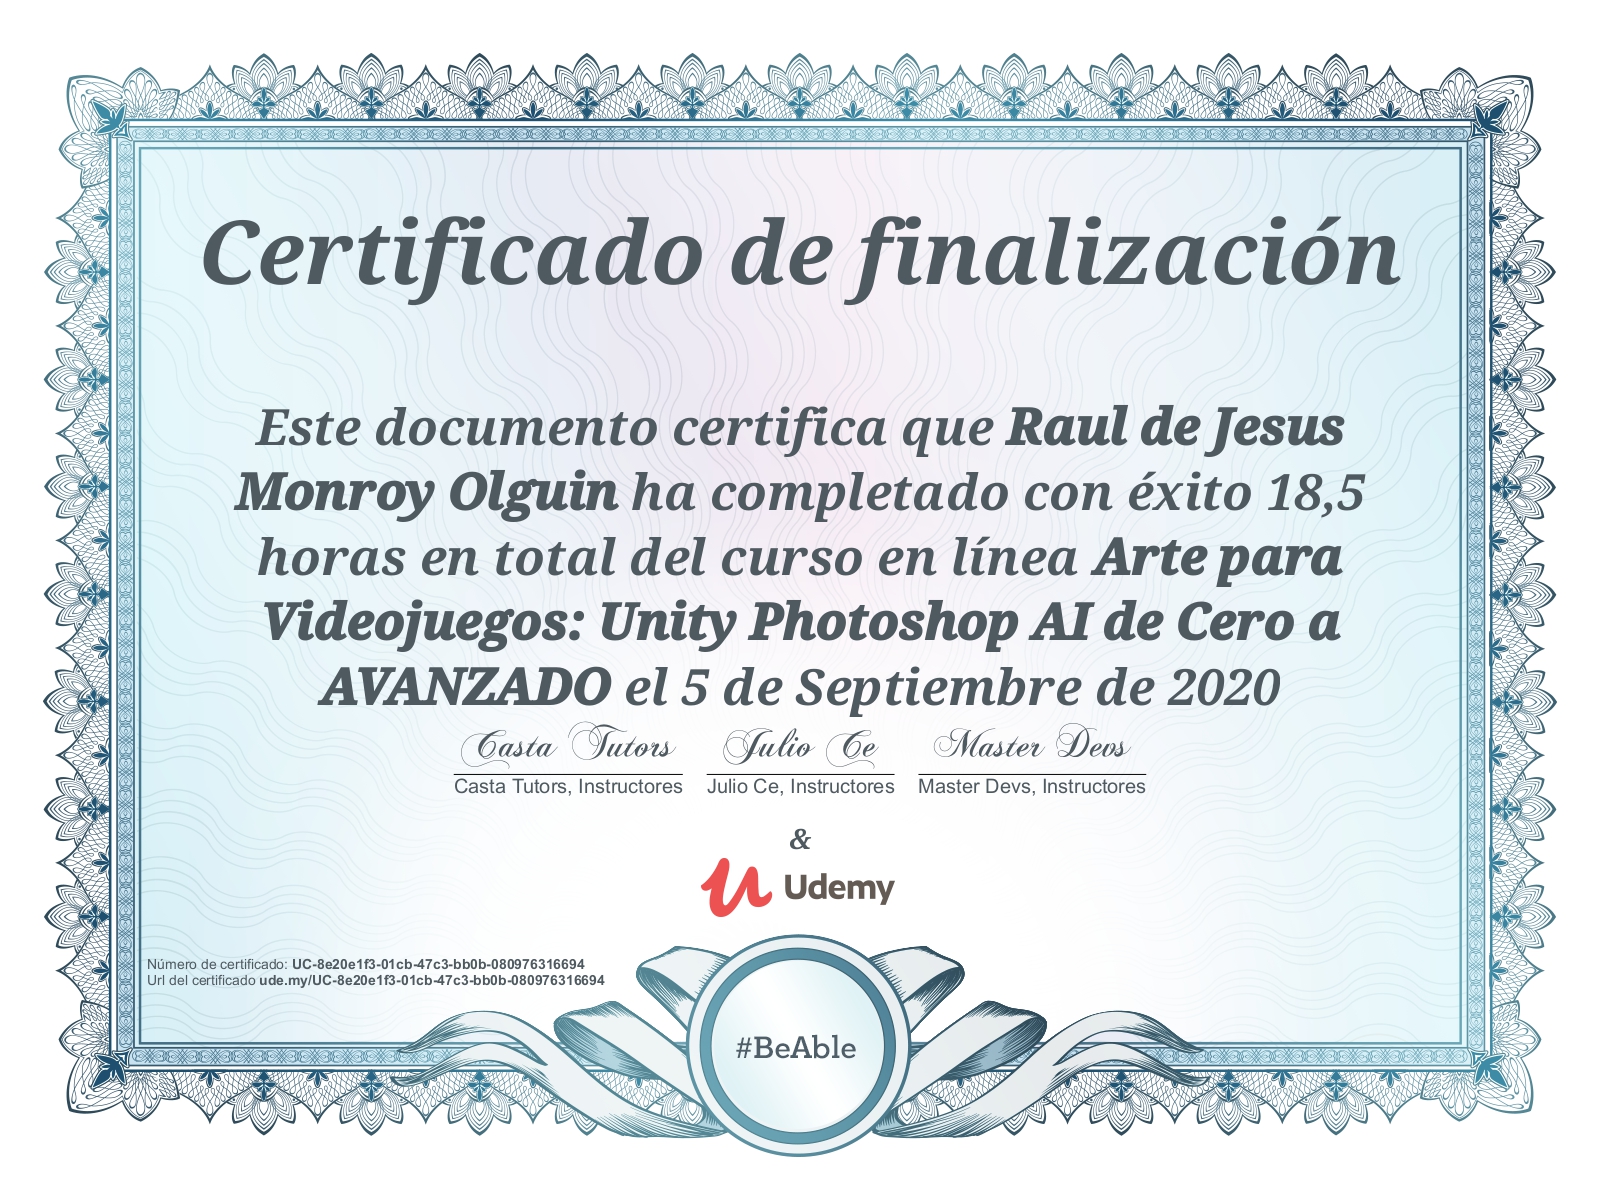 Certificado de finalización
Este documento certifica que Raul de Jesus
Monroy Olguin ha completado con éxito 18,5
horas en total del curso en línea Arte para
Videojuegos: Unity Photoshop AI de Cero a
AVANZADO el 5 de Septiembre de 2020
Casta Tutors Julio Ce Master Devs
Casta Tutors, Instructores Julio Ce, Instructores Master Devs, Instructores
&
Udemy
Número de certificado: UC-8e20e1f3-01cb-47c3-bb0b-080976316694
Url del certificado ude.my/UC-8e20e1f3-01cb-47c3-bb0b-080976316694
#BeAble